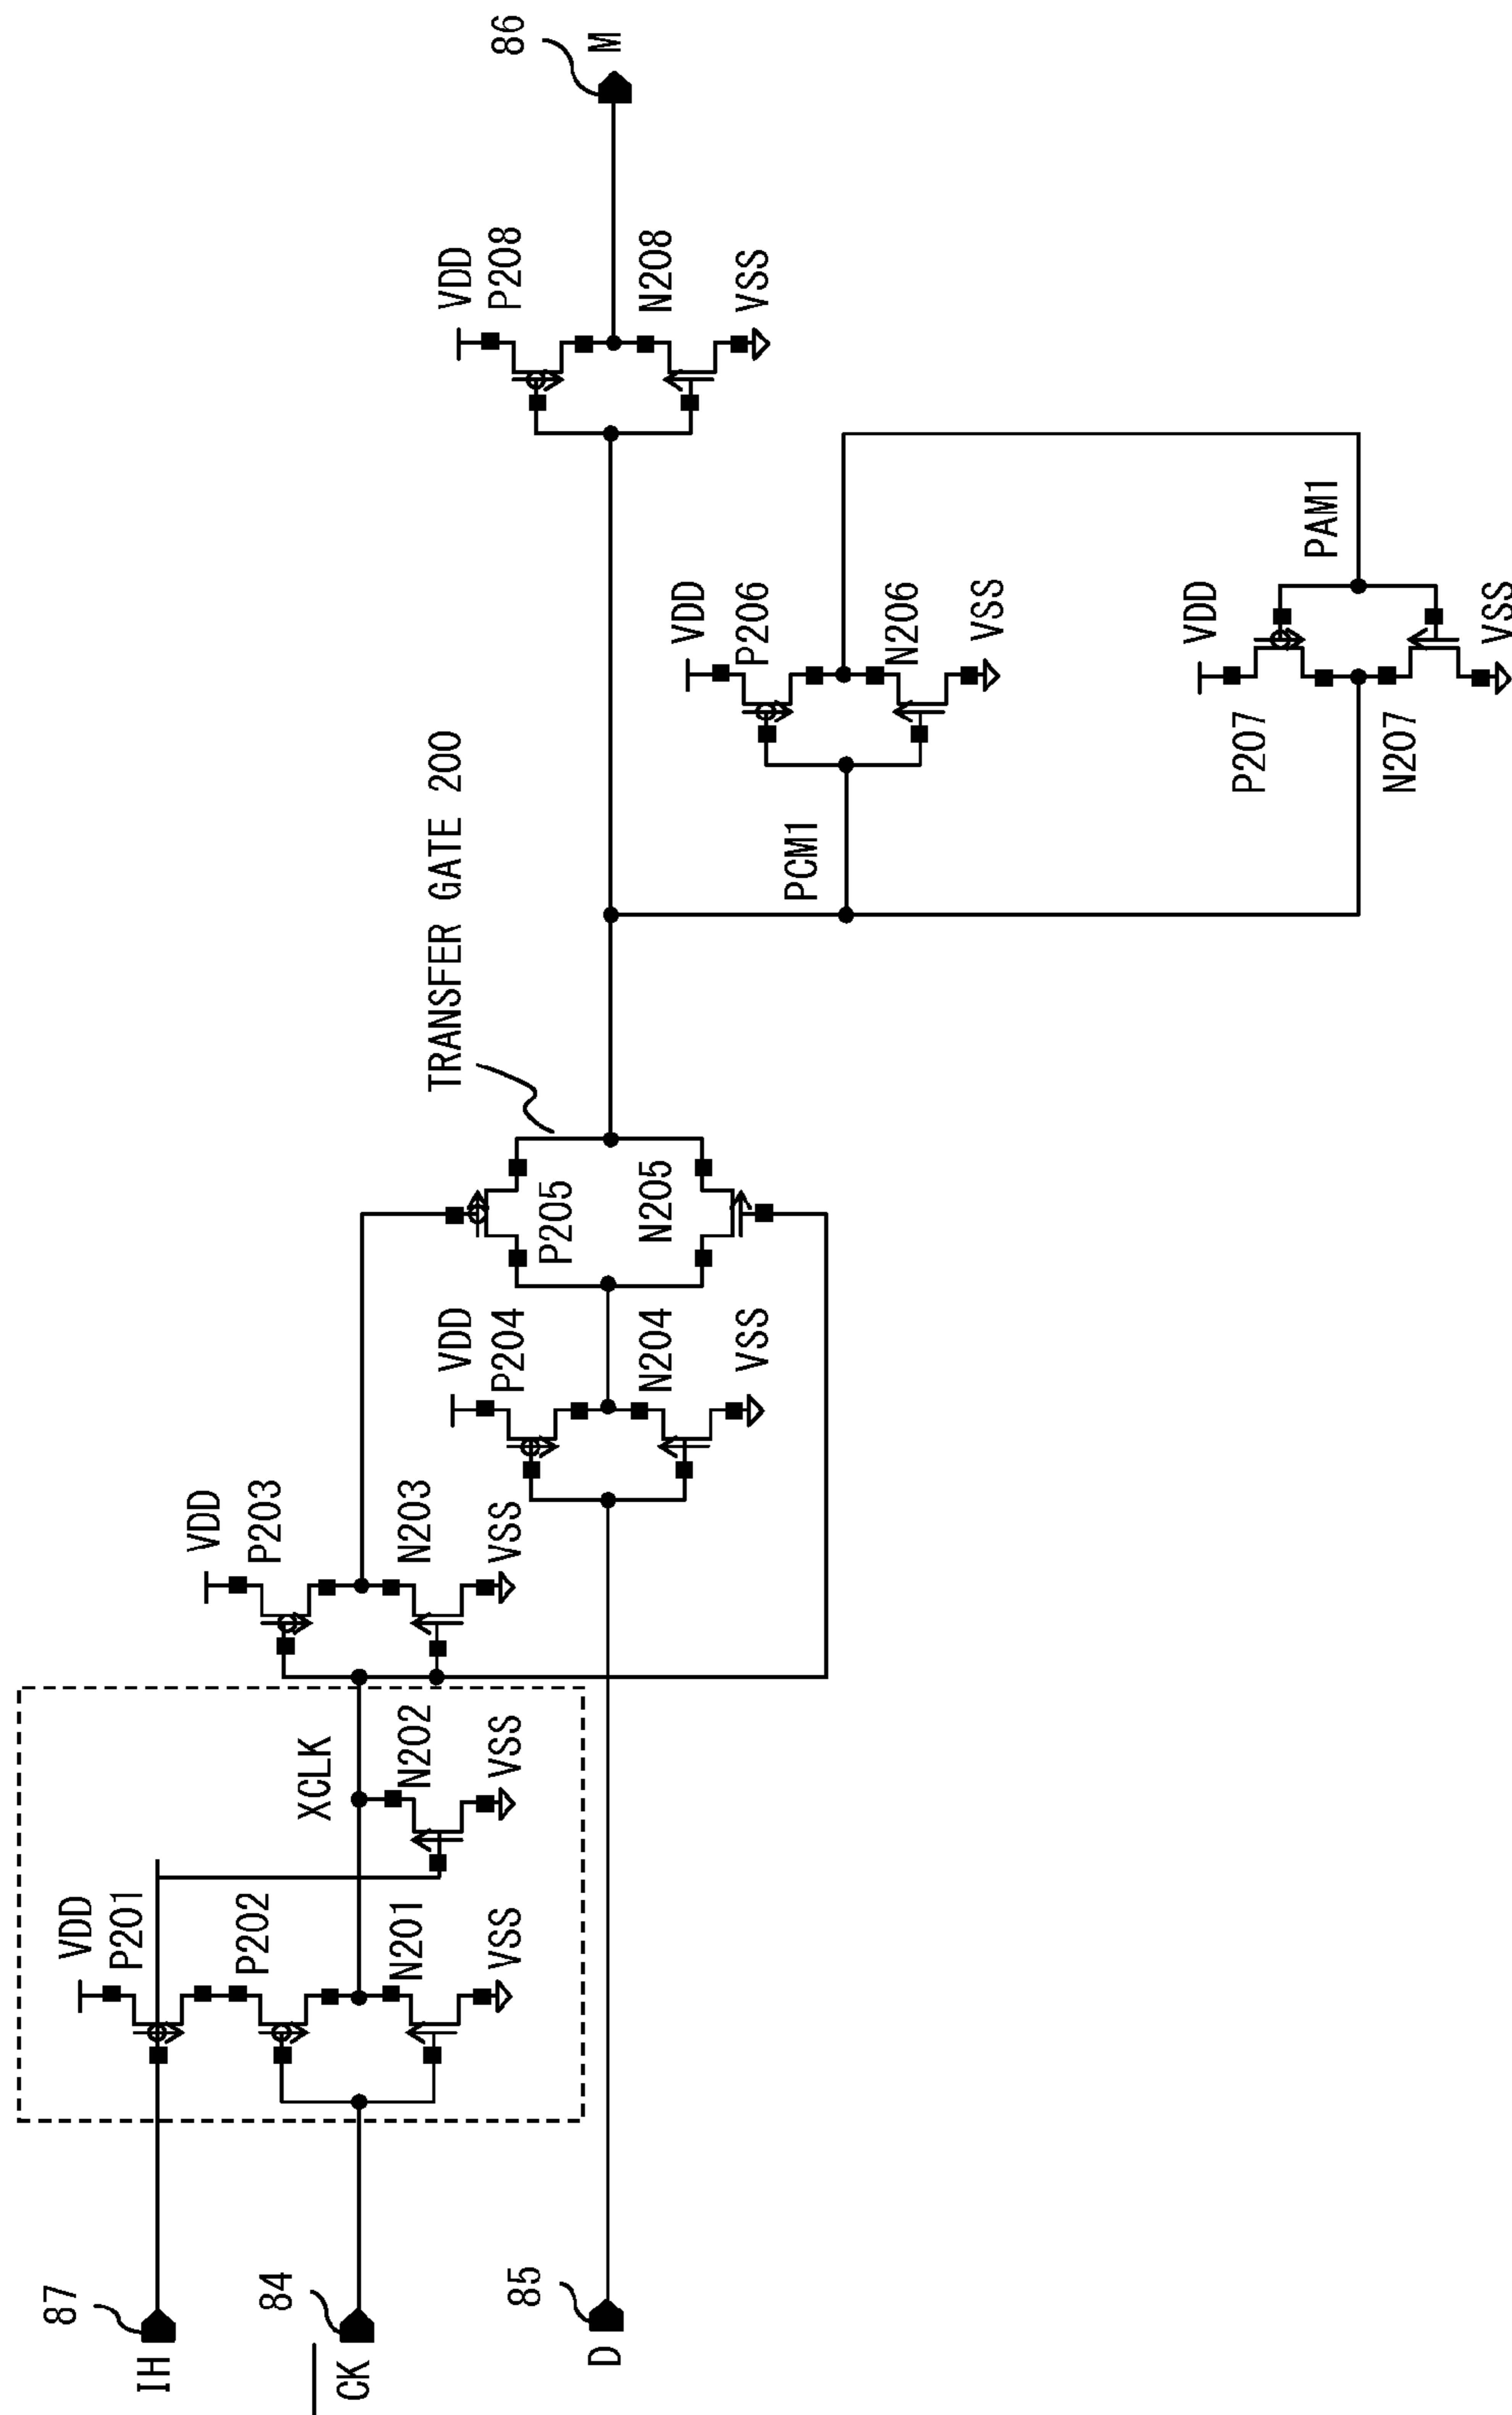 IH
87
CK
84
D
85
VDD
P201
P202
N201
VSS
XCLK
N202
VSS
VDD
P203
N203
VSS
VDD
P204
N204
VSS
P205
N205
TRANSFER GATE 200
PCM1
VDD
P206
N206
VSS
PAM1
VDD
P207
N207
VSS
VDD
P208
N208
VSS
86
M